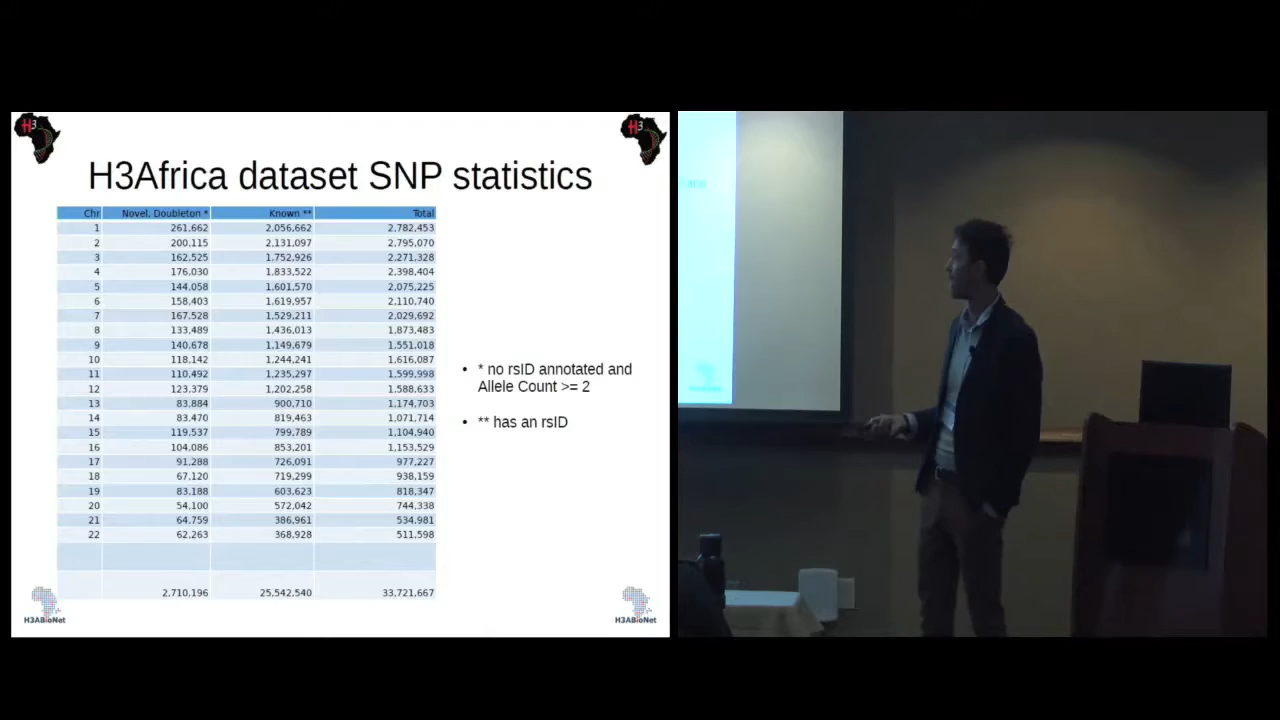 H3
H3
H3Africa dataset SNP statistics
Chr Novel, Doubleton * Known ** Total
1 261,662 2,056,662 2,782,453
2 200,115 2,131,097 2,795,070
3 162,525 1,752,926 2,271,328
4 176,030 1,833,522 2,398,404
5 144,058 1,601,570 2,075,225
6 158,403 1,619,957 2,110,740
7 167,528 1,529,211 2,029,692
8 133,489 1,436,013 1,873,483
9 140,678 1,149,679 1,551,018
10 118,142 1,244,241 1,616,087
11 110,492 1,235,297 1,599,998
12 123,379 1,202,258 1,588,633
13 83,884 900,710 1,174,703
14 83,470 819,463 1,071,714
15 119,537 799,789 1,104,940
16 104,086 853,201 1,153,529
17 91,288 726,091 977,227
18 67,120 719,299 938,159
19 83,188 603,623 818,347
20 54,100 572,042 744,338
21 64,759 386,961 534,981
22 62,263 368,928 511,598
2,710,196 25,542,540 33,721,667
• * no rsID annotated and
Allele Count >= 2
• ** has an rsID
H3ABioNet
H3ABioNet